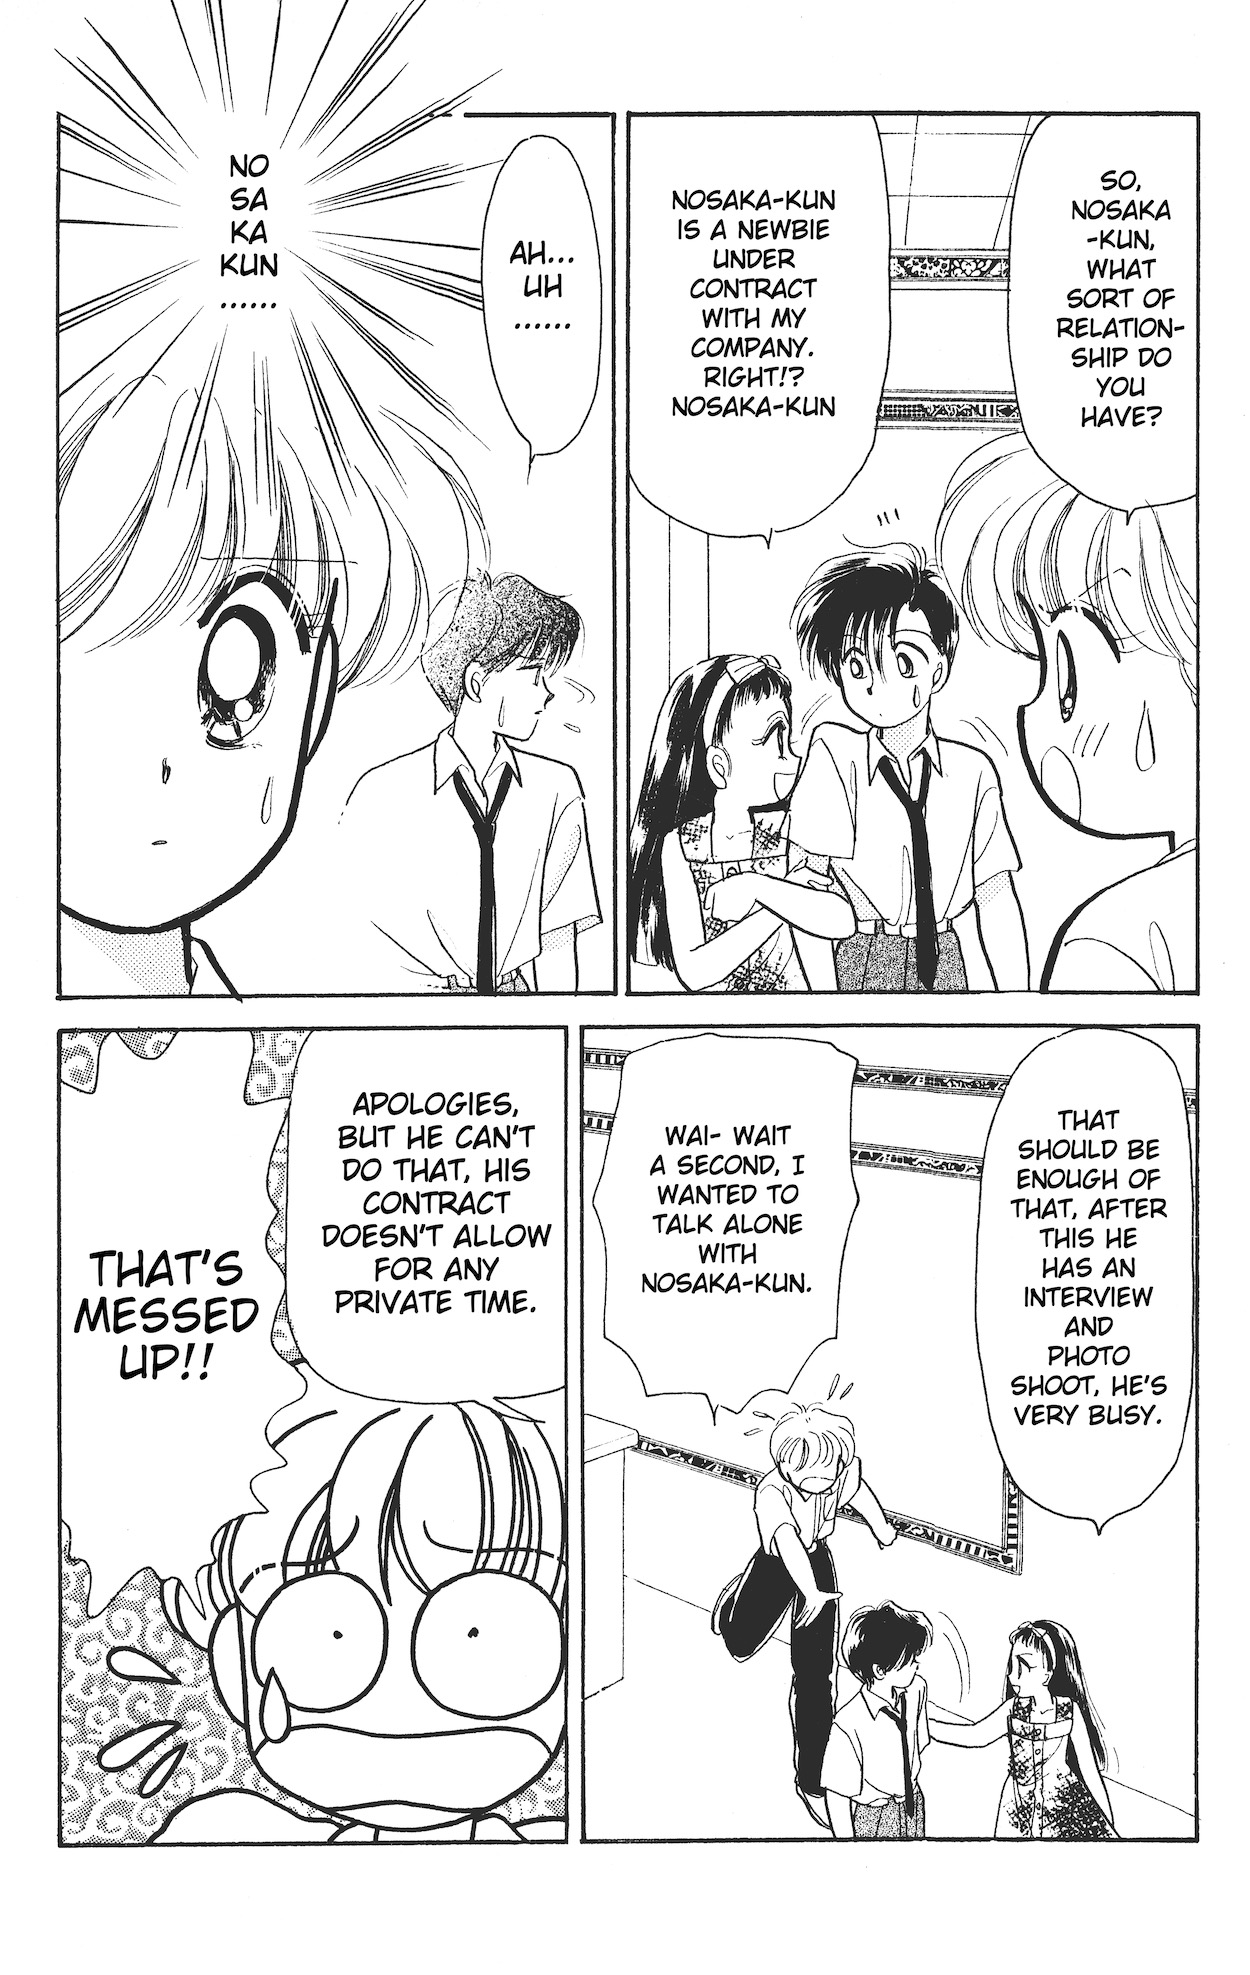 SO,
NOSAKA
-KUN,
WHAT
SORT OF
RELATION-
SHIP DO
YOU
HAVE?
NOSAKA-KUN
IS A NEWBIE
UNDER
CONTRACT
WITH MY
COMPANY.
RIGHT!?
NOSAKA-KUN
AH...
UH
......
NO
SA
KA
KUN
......
THAT
SHOULD BE
ENOUGH OF
THAT, AFTER
THIS HE
HAS AN
INTERVIEW
AND
PHOTO
SHOOT, HE'S
VERY BUSY.
WAI- WAIT
A SECOND, I
WANTED TO
TALK ALONE
WITH
NOSAKA-KUN.
APOLOGIES,
BUT HE CAN'T
DO THAT, HIS
CONTRACT
DOESN'T ALLOW
FOR ANY
PRIVATE TIME.
THAT'S
MESSED
UP!!